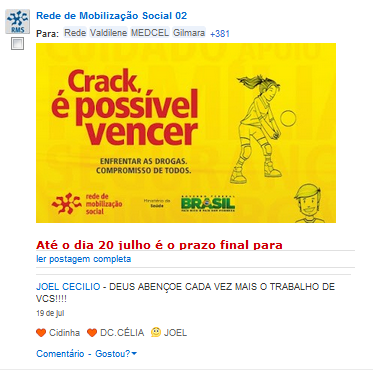 Rede de Mobilização Social 02
Para: Rede Valdilene MEDCEL Gilmara +381
RMS
Crack,
é possível
vencer
ENFRENTAR AS DROGAS.
COMPROMISSO DE TODOS.
rede de
mobilização
social
Ministério da
Saúde
BRASIL
Até o dia 20 julho é o prazo final para
ler postagem completa
JOEL CECILIO - DEUS ABENÇOE CADA VEZ MAIS O TRABALHO DE
VCS!!!!
19 de jul
Cidinha DC.CÉLIA JOEL
Comentário - Gostou?